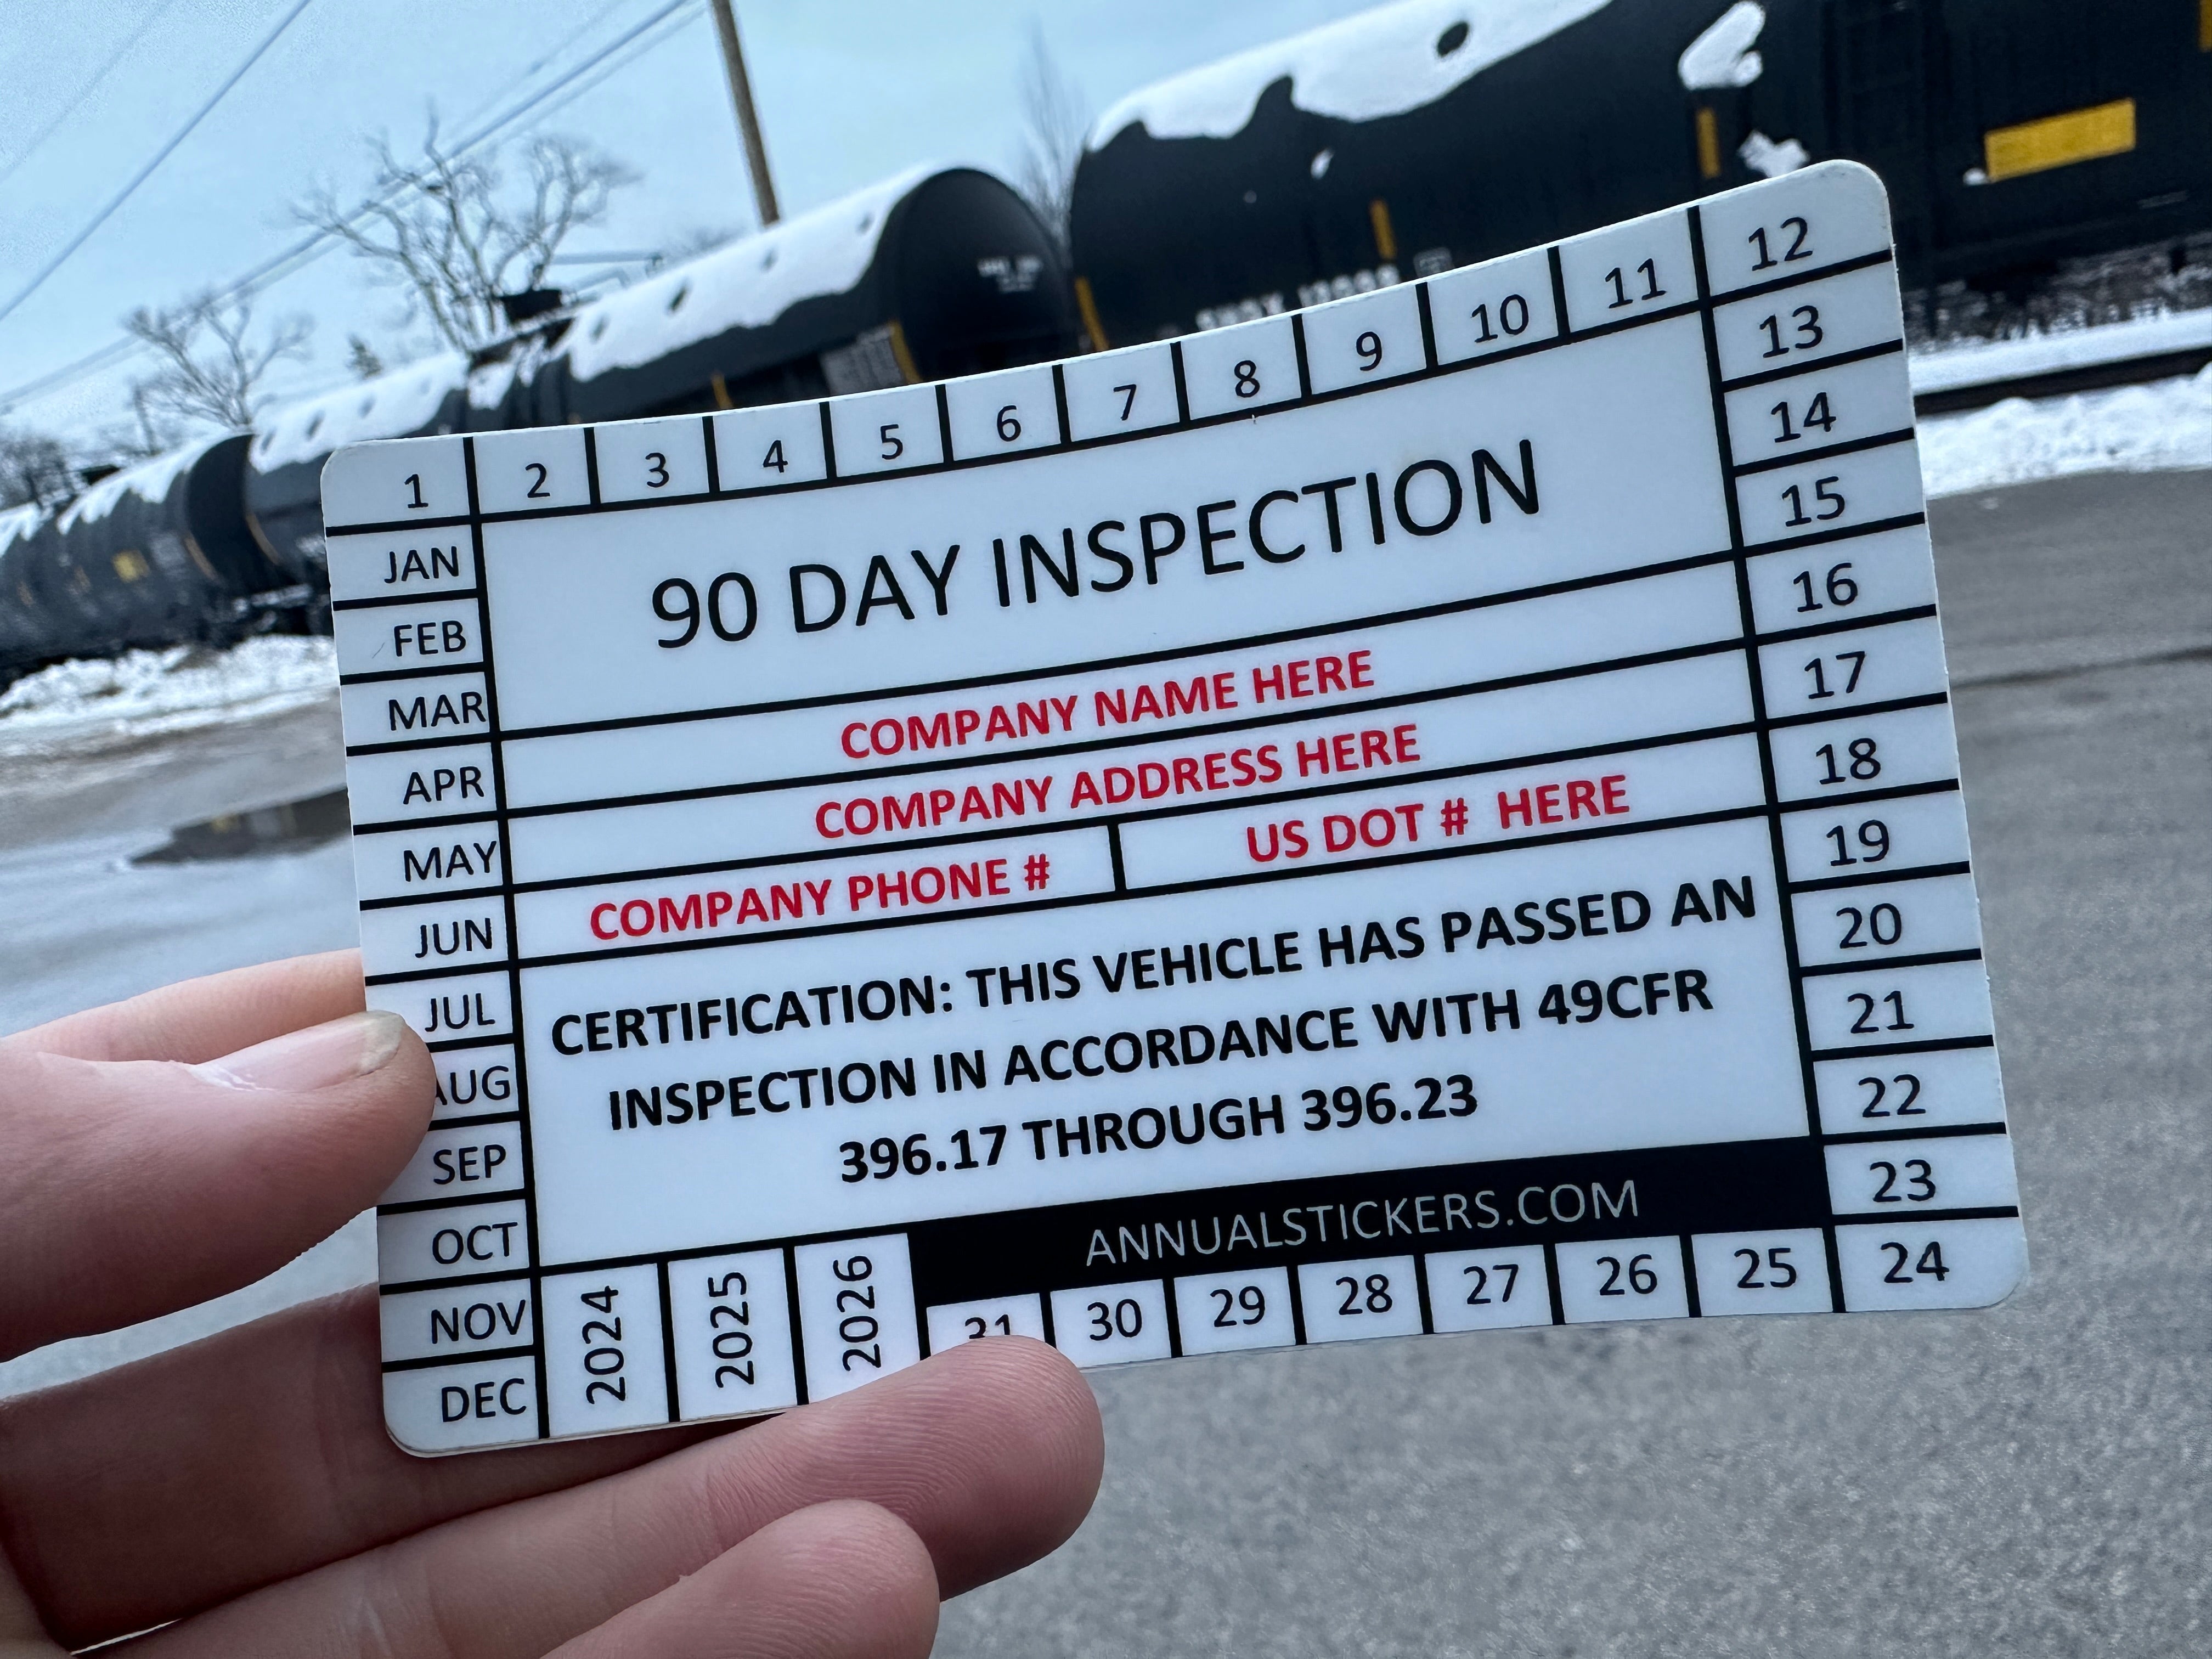 1 2 3 4 5 6 7 8 9 10 11 12
13
14
15
16
17
18
19
20
21
22
23
24
JAN
FEB
MAR
APR
MAY
JUN
JUL
AUG
SEP
OCT
NOV
DEC
90 DAY INSPECTION
COMPANY NAME HERE
COMPANY ADDRESS HERE
COMPANY PHONE # US DOT # HERE
CERTIFICATION: THIS VEHICLE HAS PASSED AN
INSPECTION IN ACCORDANCE WITH 49CFR
396.17 THROUGH 396.23
ANNUALSTICKERS.COM
2024 2025 2026 31 30 29 28 27 26 25